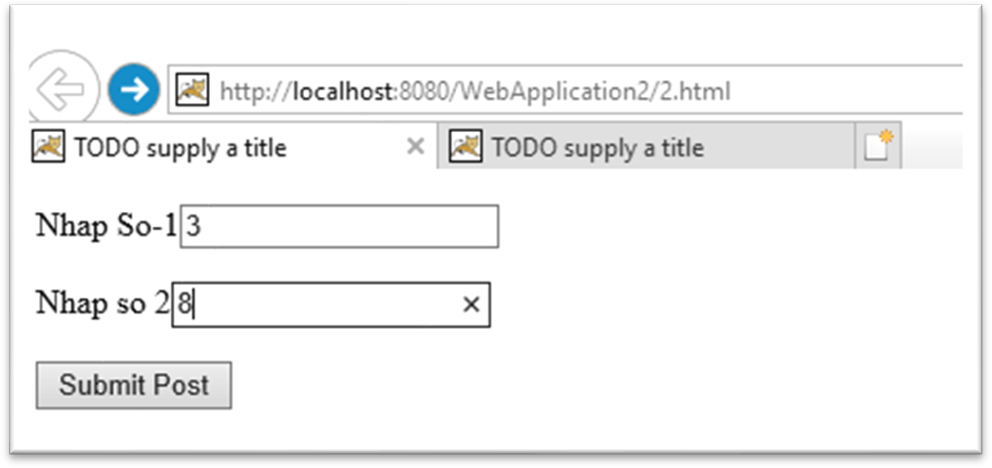 http://localhost:8080/WebApplication2/2.html
TODO supply a title TODO supply a title
Nhap So-1 3
Nhap so 2 8
Submit Post